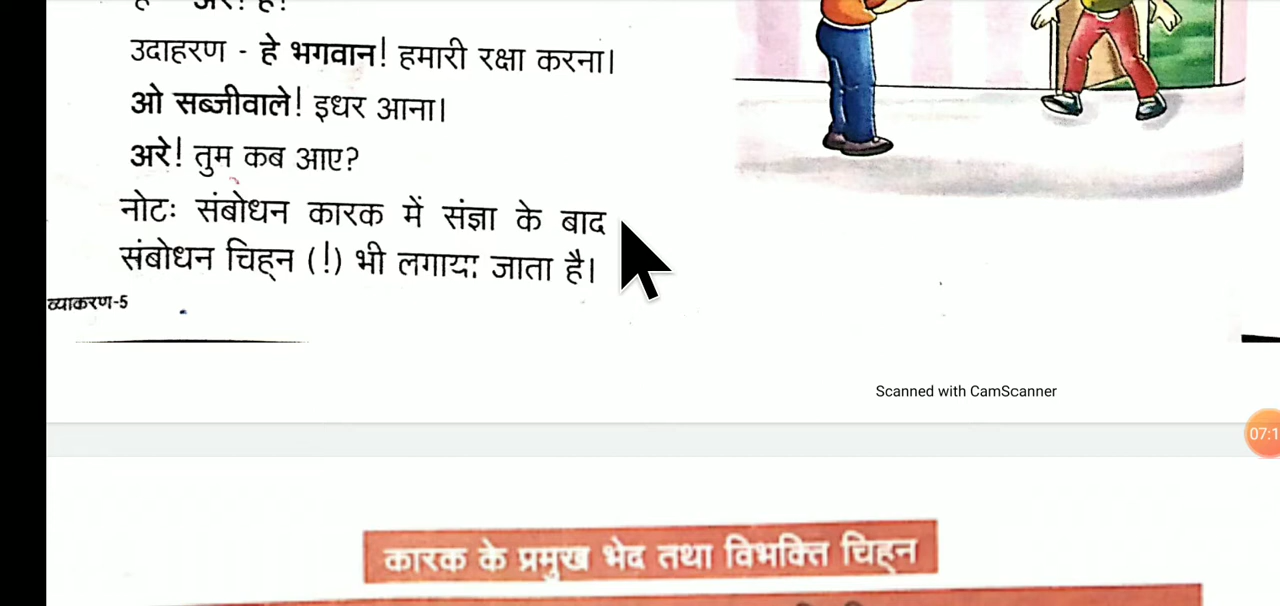 उदाहरण - हे भगवान! हमारी रक्षा करना।
ओ सब्जीवाले! इधर आना।
अरे! तुम कब आए?
नोटः संबोधन कारक में संज्ञा के बाद
संबोधन चिह्न (!) भी लगाया जाता है।
व्याकरण-5
Scanned with CamScanner
07:1
कारक के प्रमुख भेद तथा विभक्ति चिह्न